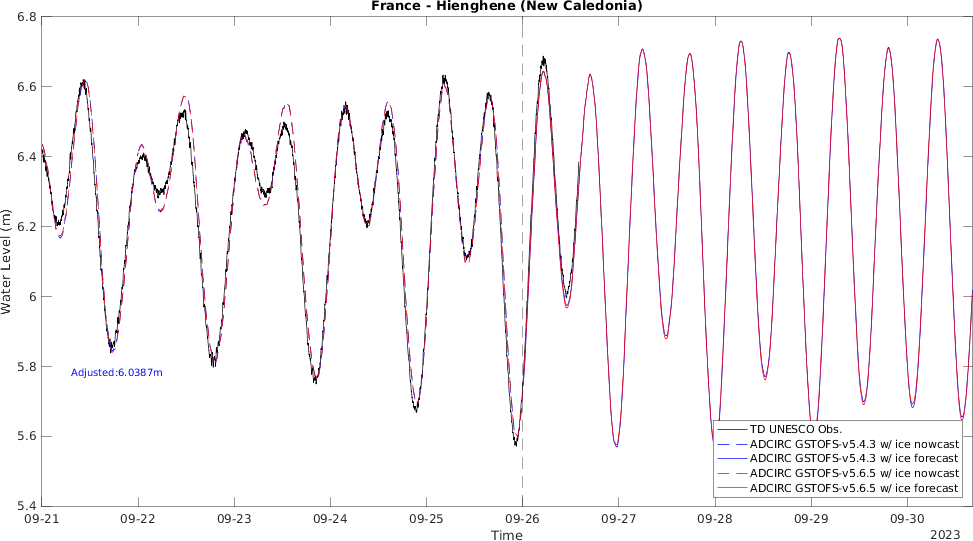 France - Hienghene (New Caledonia)
6.8
6.6
6.4
6.2
6
5.8
5.6
5.4
Water Level (m)
Adjusted:6.0387m
TD UNESCO Obs.
ADCIRC GSTOFS-v5.4.3 w/ ice nowcast
ADCIRC GSTOFS-v5.4.3 w/ ice forecast
ADCIRC GSTOFS-v5.6.5 w/ ice nowcast
ADCIRC GSTOFS-v5.6.5 w/ ice forecast
09-21 09-22 09-23 09-24 09-25 09-26 09-27 09-28 09-29 09-30
Time
2023